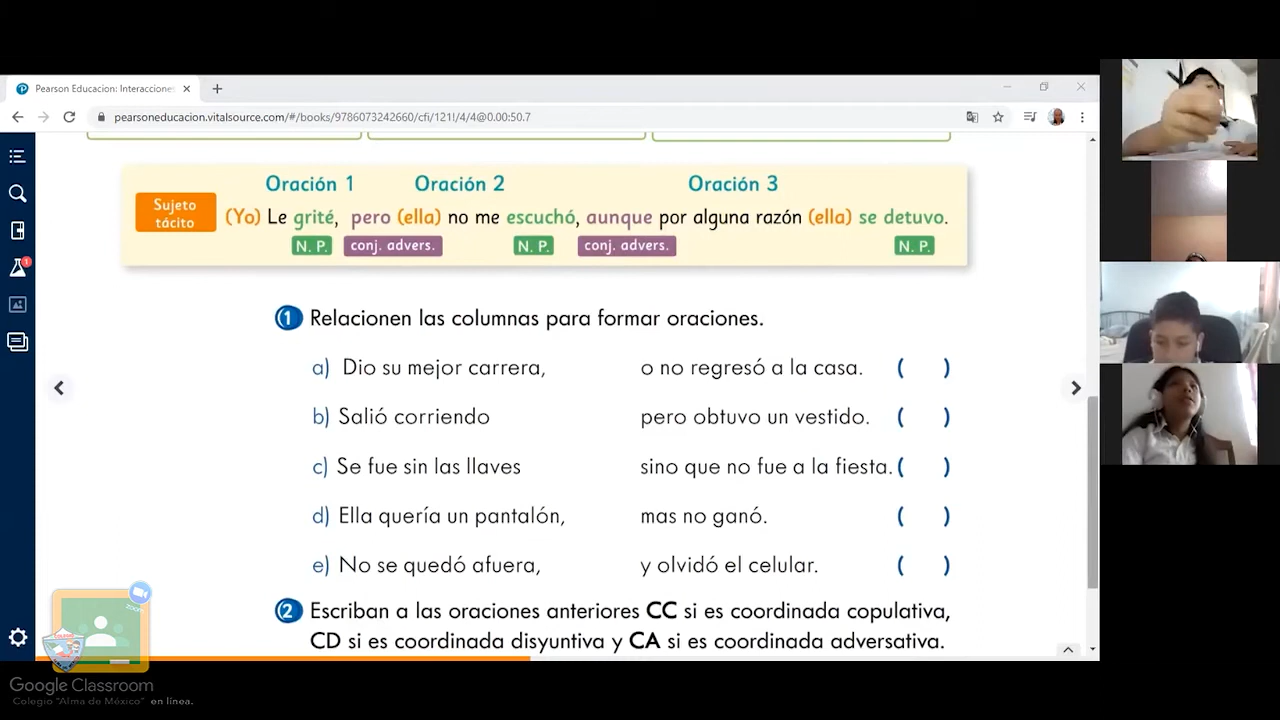 Pearson Educacion: Interaccione
pearsoneducacion.vitalsource.com/#/books/9786073242660/cfi/121!/4/4@0.00:50.7
Oración 1 Oración 2 Oración 3
Sujeto tácito
(Yo) Le grité, pero (ella) no me escuchó, aunque por alguna razón (ella) se detuvo.
N. P. conj. advers. N. P. conj. advers. N. P.
1 Relacionen las columnas para formar oraciones.
a) Dio su mejor carrera, o no regresó a la casa. ( )
b) Salió corriendo pero obtuvo un vestido. ( )
c) Se fue sin las llaves sino que no fue a la fiesta. ( )
d) Ella quería un pantalón, mas no ganó. ( )
e) No se quedó afuera, y olvidó el celular. ( )
2 Escriban a las oraciones anteriores CC si es coordinada copulativa,
CD si es coordinada disyuntiva y CA si es coordinada adversativa.
1
zoom
Google Classroom
Colegio "Alma de México" en línea.